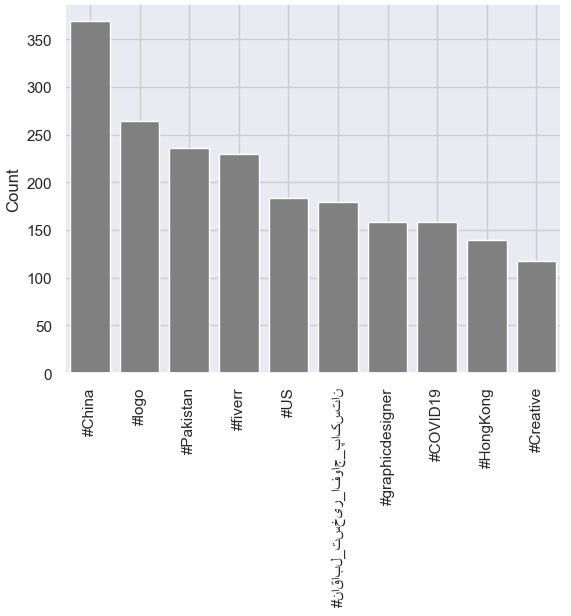 350
300
250
200
150
100
50
0
Count
#China
#logo
#Pakistan
#fiverr
#US
#ناقابل_تسخیر_افواج_پاکستان
#graphicdesigner
#COVID19
#HongKong
#Creative